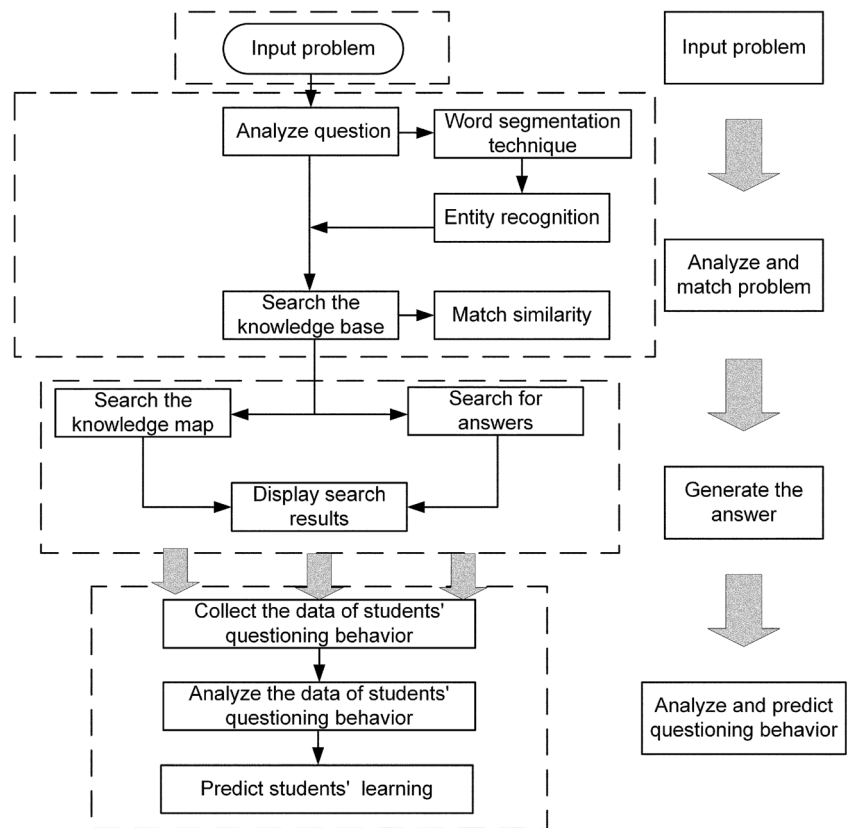 Input problem
Analyze question
Word segmentation
technique
Entity recognition
Search the
knowledge base
Match similarity
Search the
knowledge map
Search for
answers
Display search
results
Collect the data of students'
questioning behavior
Analyze the data of students'
questioning behavior
Predict students' learning
Input problem
Analyze and
match problem
Generate the
answer
Analyze and predict
questioning behavior